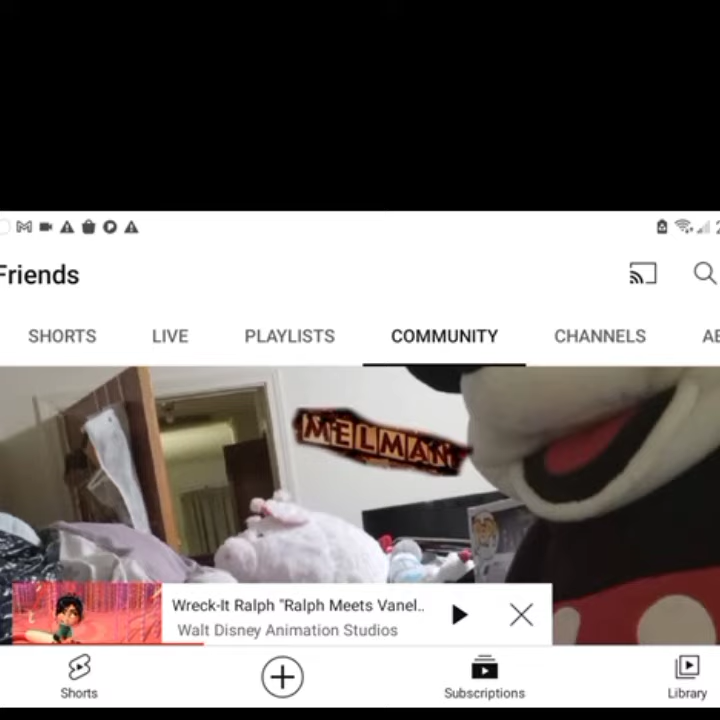 Friends
SHORTS LIVE PLAYLISTS COMMUNITY CHANNELS
MELMAN
Wreck-It Ralph "Ralph Meets Vanel..
Walt Disney Animation Studios
Shorts Subscriptions Library